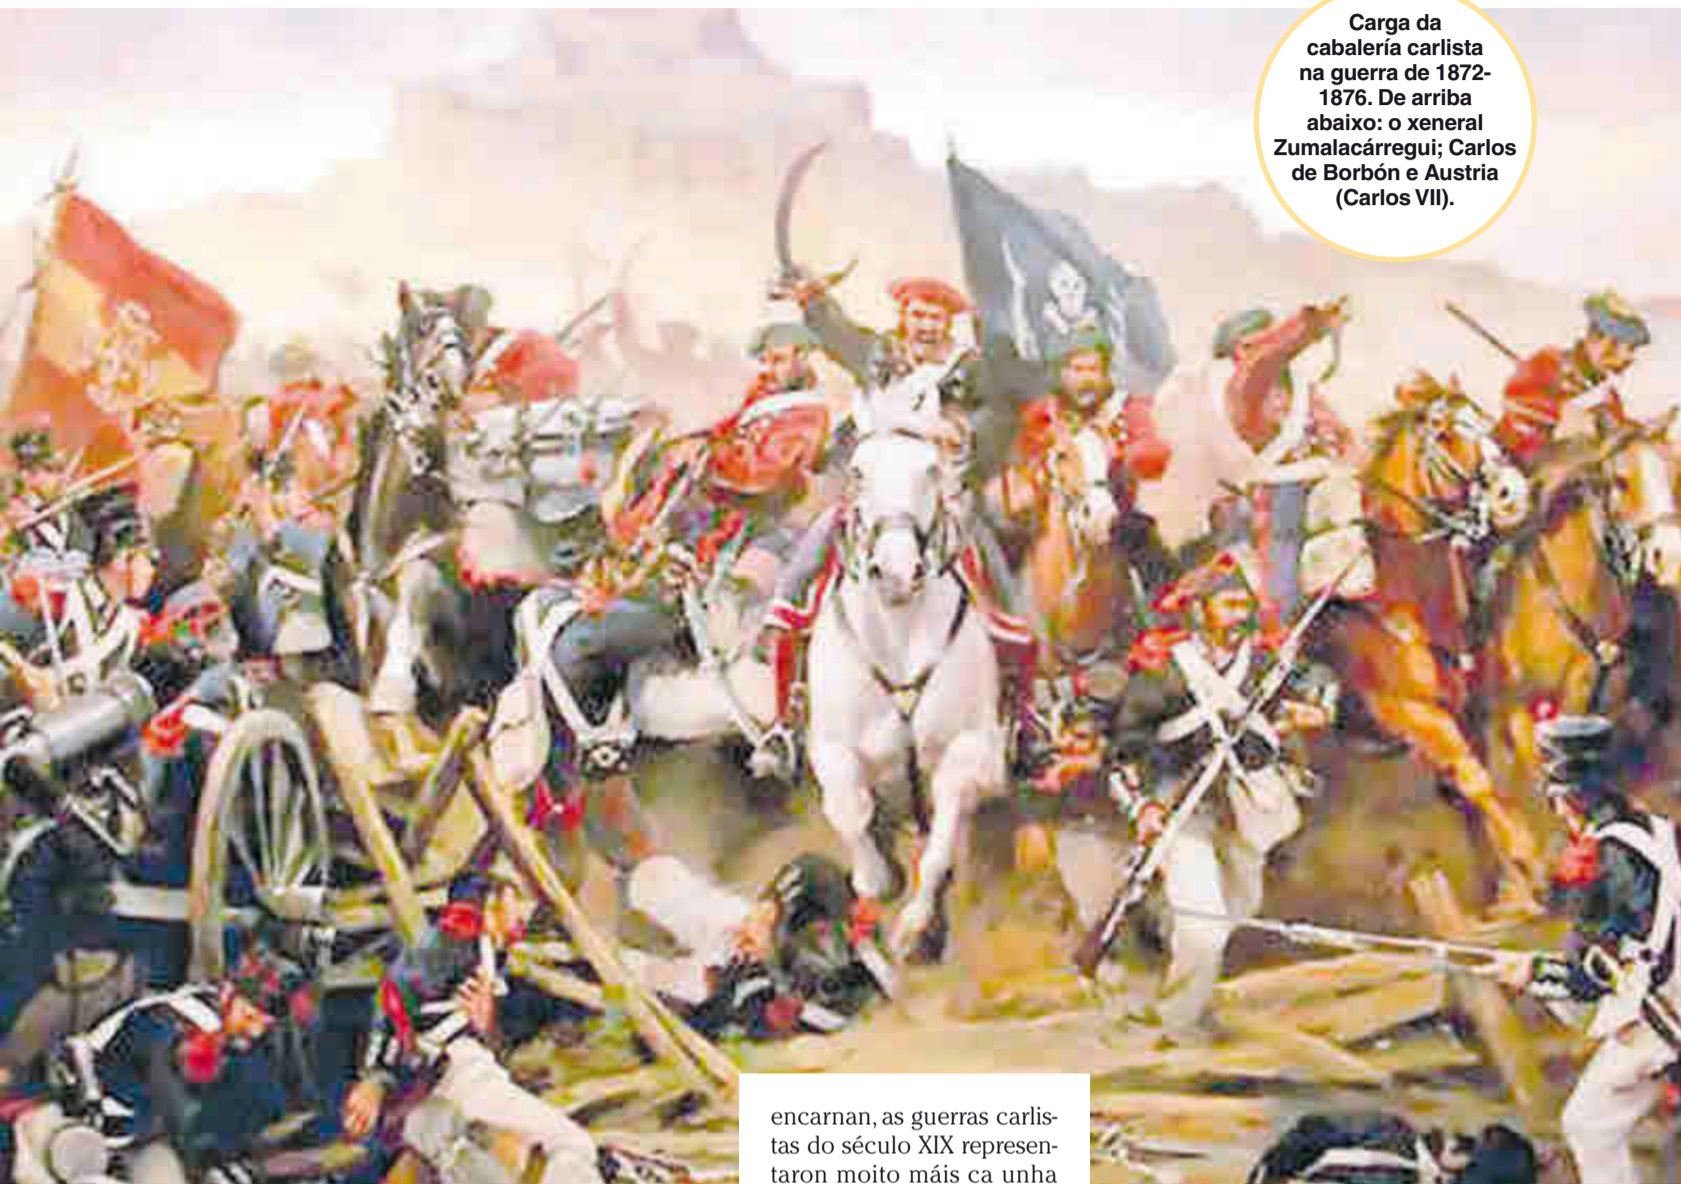 Carga da
cabalería carlista
na guerra de 1872-
1876. De arriba
abaixo: o xeneral
Zumalacárregui; Carlos
de Borbón e Austria
(Carlos VII).
encarnan, as guerras carlis-
tas do século XIX represen-
taron moito máis ca unha